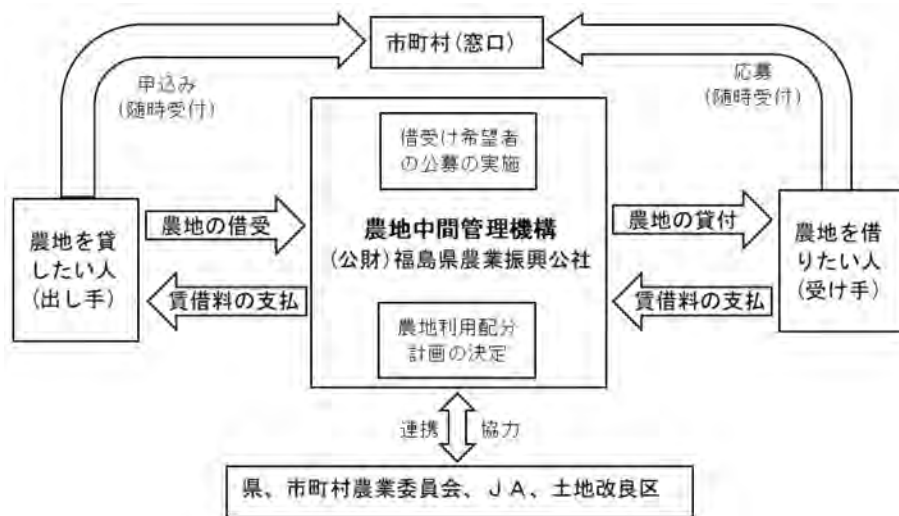 市町村(窓口)
申込み
(随時受付)
応募
(随時受付)
借受け希望者
の公募の実施
農地を貸
したい人
(出し手)
農地の借受
賃借料の支払
農地中間管理機構
(公財)福島県農業振興公社
農地の貸付
賃借料の支払
農地を借
りたい人
(受け手)
農地利用配分
計画の決定
連携
協力
県、市町村農業委員会、ＪＡ、土地改良区